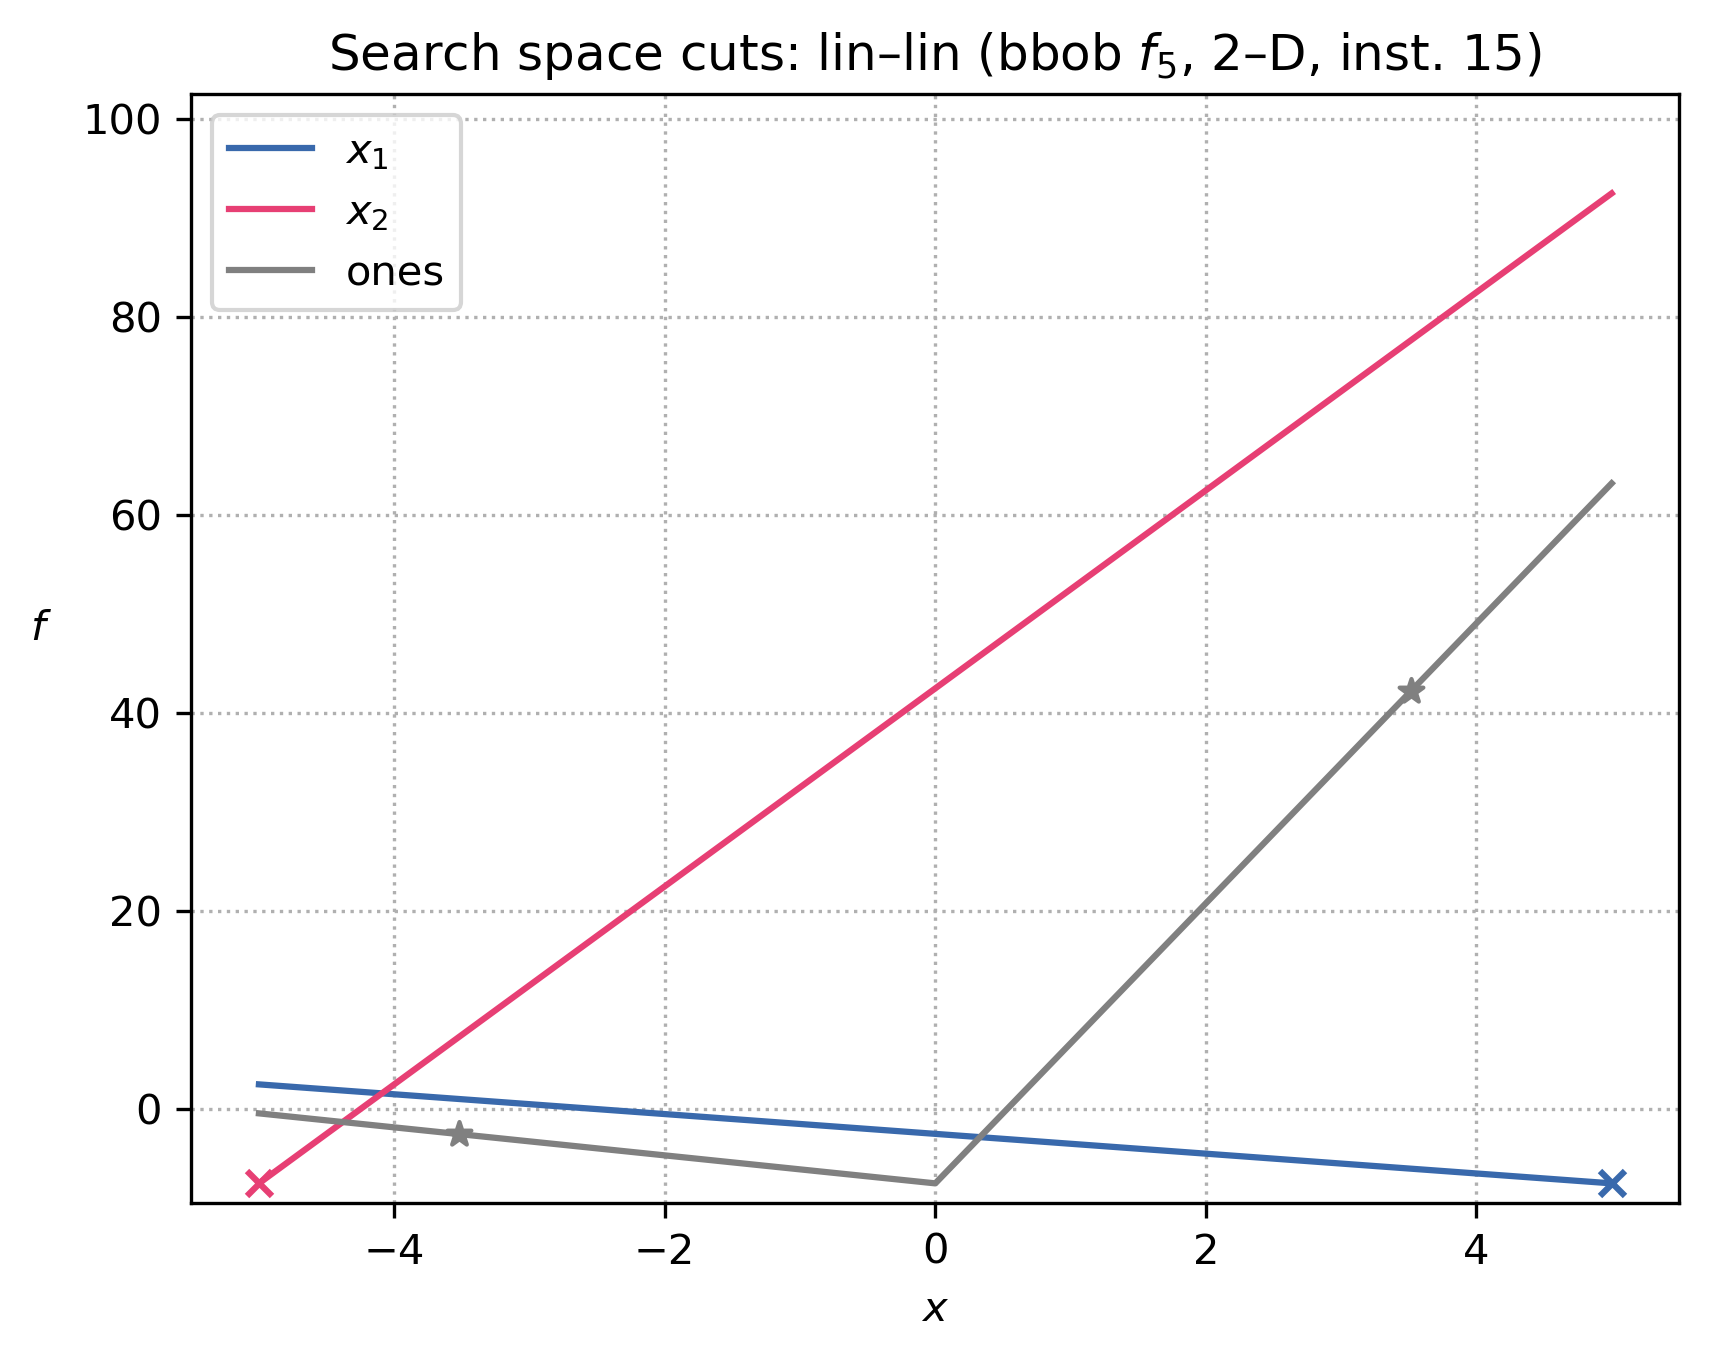 Search space cuts: lin–lin (bbob f₅, 2–D, inst. 15)
100
80
60
40
20
0
f
x₁
x₂
ones
−4 −2 0 2 4
x